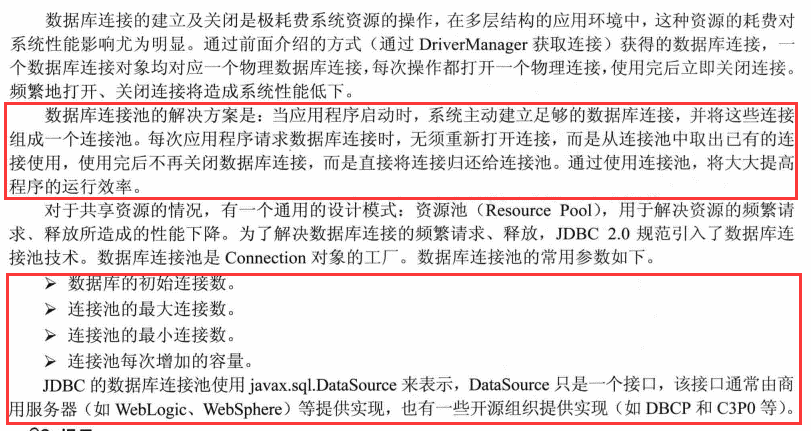 数据库连接的建立及关闭是极耗费系统资源的操作，在多层结构的应用环境中，这种资源的耗费对
系统性能影响尤为明显。通过前面介绍的方式（通过 DriverManager 获取连接）获得的数据库连接，一
个数据库连接对象均对应一个物理数据库连接，每次操作都打开一个物理连接，使用完后立即关闭连接。
频繁地打开、关闭连接将造成系统性能低下。
数据库连接池的解决方案是：当应用程序启动时，系统主动建立足够的数据库连接，并将这些连接
组成一个连接池。每次应用程序请求数据库连接时，无须重新打开连接，而是从连接池中取出已有的连
接使用，使用完后不再关闭数据库连接，而是直接将连接归还给连接池。通过使用连接池，将大大提高
程序的运行效率。
对于共享资源的情况，有一个通用的设计模式：资源池（Resource Pool），用于解决资源的频繁请
求、释放所造成的性能下降。为了解决数据库连接的频繁请求、释放，JDBC 2.0 规范引入了数据库连
接池技术。数据库连接池是 Connection 对象的工厂。数据库连接池的常用参数如下。
➢ 数据库的初始连接数。
➢ 连接池的最大连接数。
➢ 连接池的最小连接数。
➢ 连接池每次增加的容量。
JDBC 的数据库连接池使用 javax.sql.DataSource 来表示，DataSource 只是一个接口，该接口通常由商
用服务器（如 WebLogic、WebSphere）等提供实现，也有一些开源组织提供实现（如 DBCP 和 C3P0 等）。